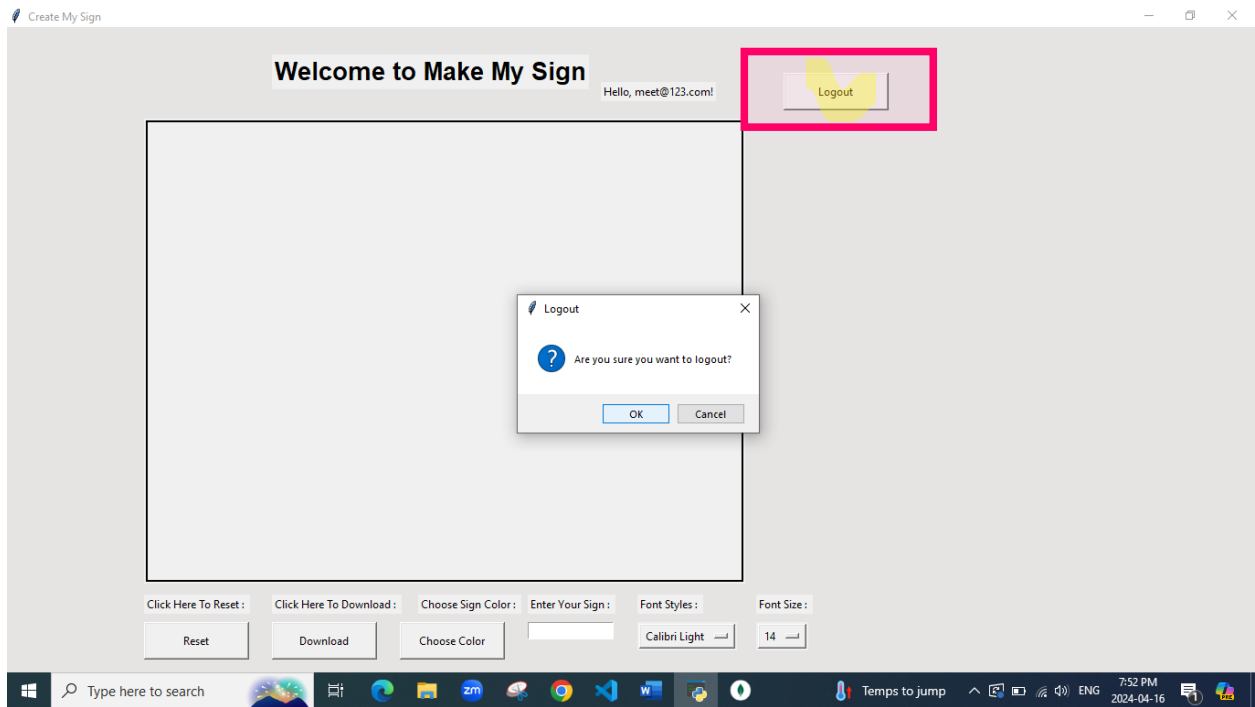 Create My Sign
Welcome to Make My Sign
Hello, meet@123.com!
Logout
Logout
Are you sure you want to logout?
OK Cancel
Click Here To Reset : Click Here To Download : Choose Sign Color : Enter Your Sign : Font Styles : Font Size :
Reset Download Choose Color Calibri Light 14
Type here to search zm W Temps to jump ENG 7:52 PM
2024-04-16 1 PRE